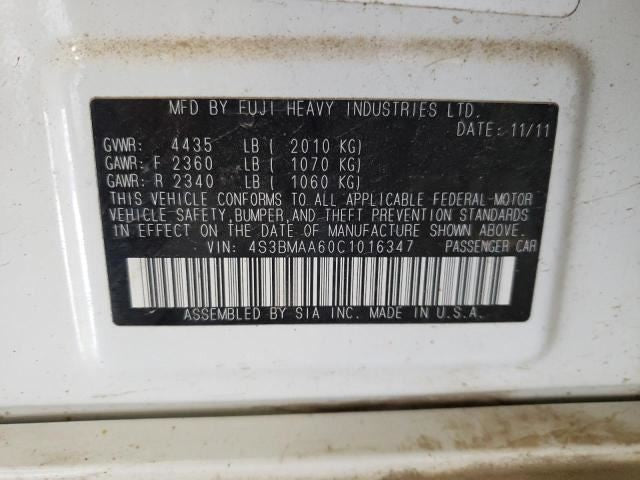 MFD BY FUJI HEAVY INDUSTRIES LTD.
DATE: 11/11
GVWR: 4435 LB ( 2010 KG)
GAWR: F 2360 LB ( 1070 KG)
GAWR: R 2340 LB ( 1060 KG)
THIS VEHICLE CONFORMS TO ALL APPLICABLE FEDERAL-MOTOR
VEHICLE SAFETY,BUMPER,AND THEFT PREVENTION STANDARDS
IN EFFECT ON THE DATE OF MANUFACTURE SHOWN ABOVE.
VIN: 4S3BMAA60C1016347 PASSENGER CAR
ASSEMBLED BY SIA INC. MADE IN U.S.A.